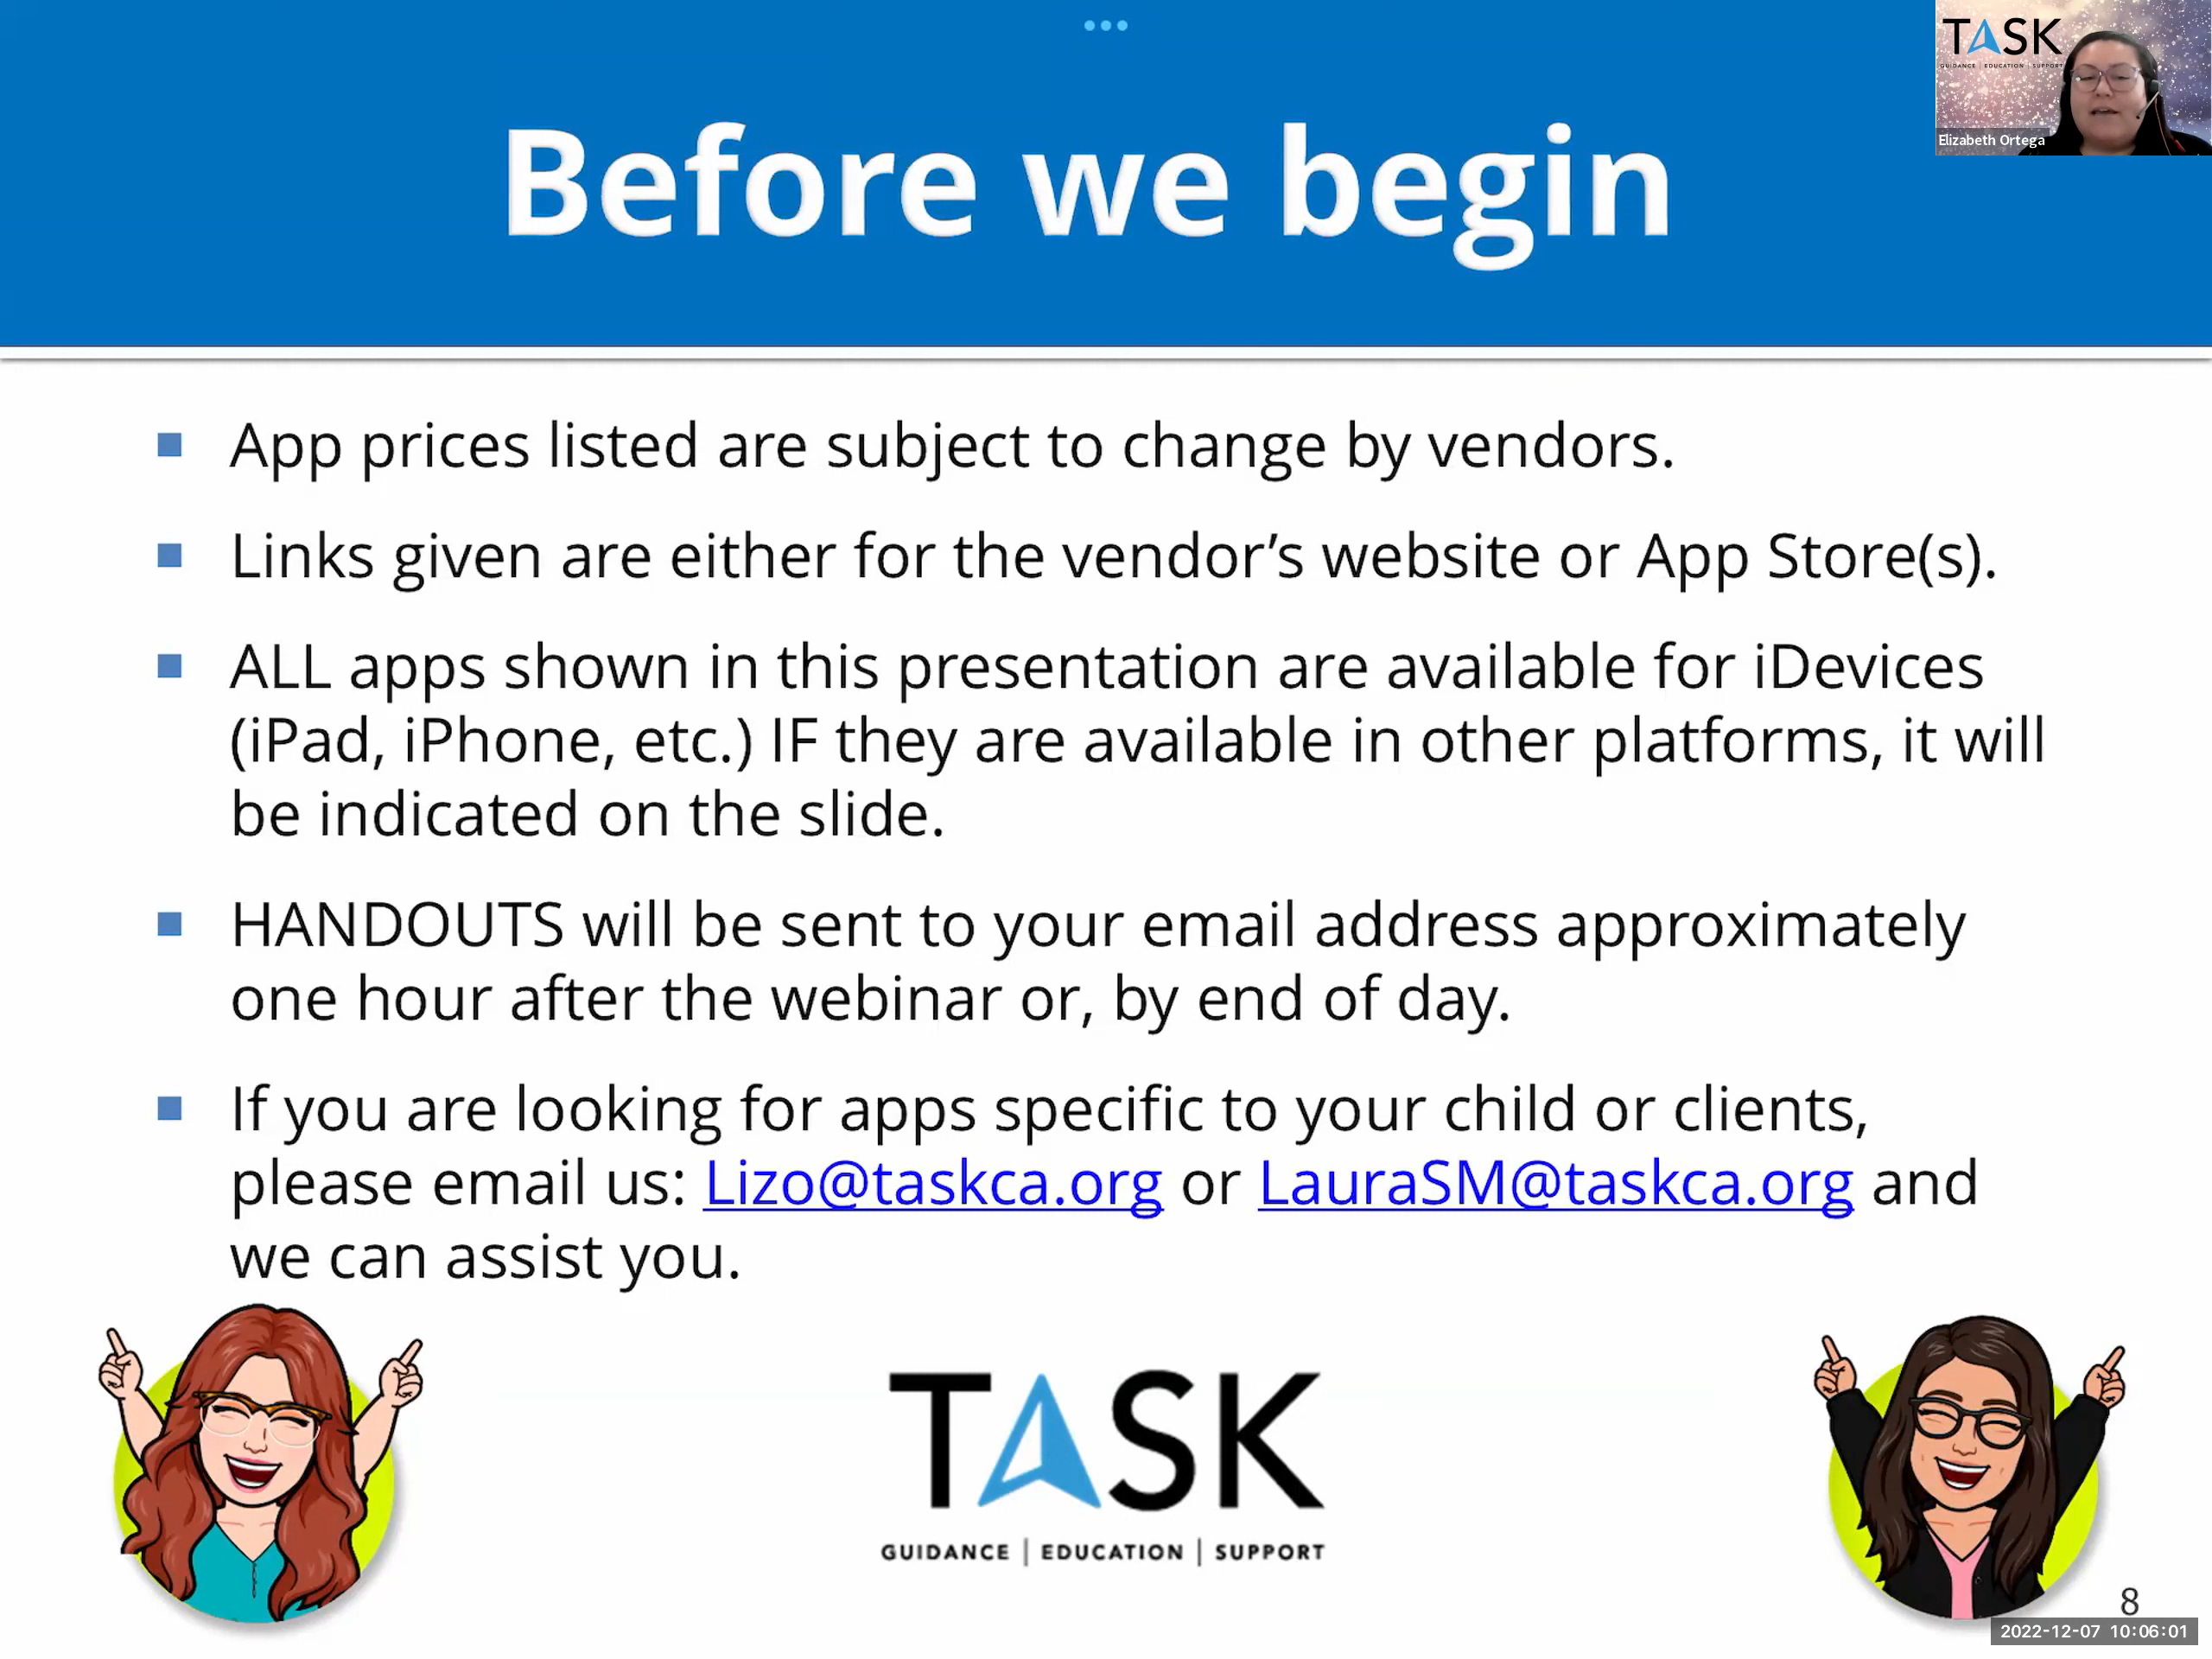 TASK
GUIDANCE | EDUCATION | SUPPORT
Elizabeth Ortega
Before we begin
App prices listed are subject to change by vendors.
Links given are either for the vendor’s website or App Store(s).
ALL apps shown in this presentation are available for iDevices
(iPad, iPhone, etc.) IF they are available in other platforms, it will
be indicated on the slide.
HANDOUTS will be sent to your email address approximately
one hour after the webinar or, by end of day.
If you are looking for apps specific to your child or clients,
please email us: Lizo@taskca.org or LauraSM@taskca.org and
we can assist you.
TASK
GUIDANCE | EDUCATION | SUPPORT
8
2022-12-07 10:06:01